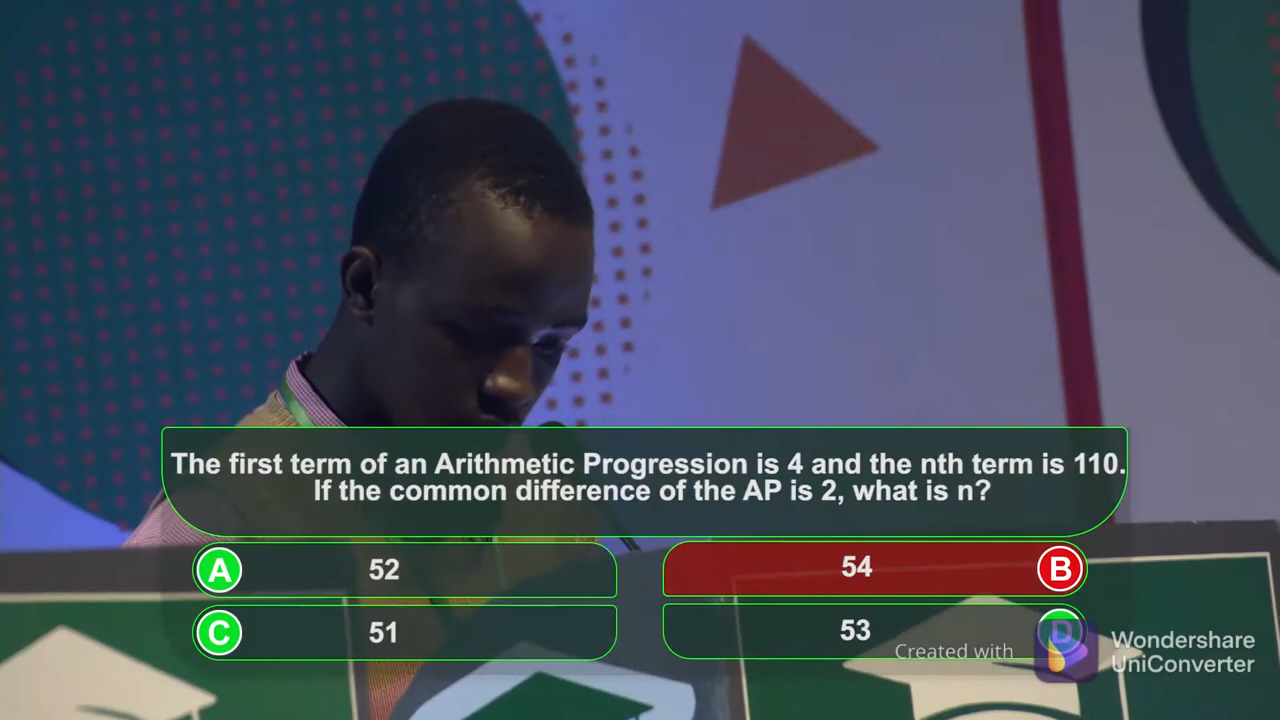 The first term of an Arithmetic Progression is 4 and the nth term is 110.
If the common difference of the AP is 2, what is n?
A 52
54 B
C 51
53 D
Created with
Wondershare
UniConverter